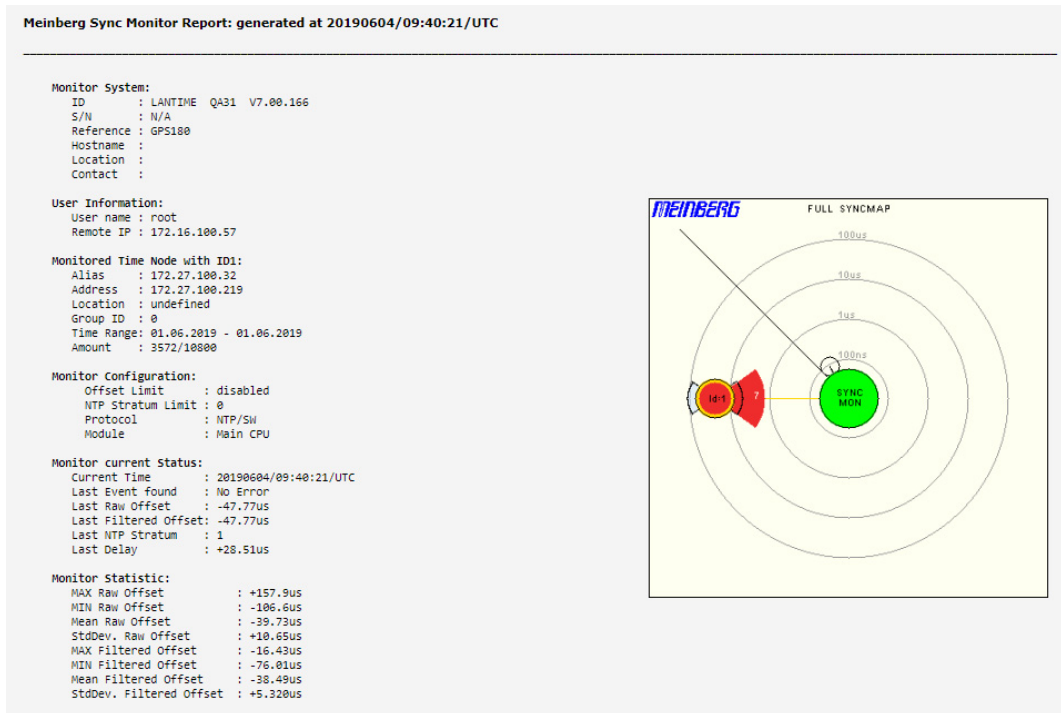 Meinberg Sync Monitor Report: generated at 20190604/09:40:21/UTC
Monitor System:
ID : LANTIME QA31 V7.00.166
S/N : N/A
Reference : GPS180
Hostname :
Location :
Contact :
User Information:
User name : root
Remote IP : 172.16.100.57
Monitored Time Node with ID1:
Alias : 172.27.100.32
Address : 172.27.100.219
Location : undefined
Group ID : 0
Time Range: 01.06.2019 - 01.06.2019
Amount : 3572/10800
Monitor Configuration:
Offset Limit : disabled
NTP Stratum Limit : 0
Protocol : NTP/SW
Module : Main CPU
Monitor current Status:
Current Time : 20190604/09:40:21/UTC
Last Event found : No Error
Last Raw Offset : -47.77us
Last Filtered Offset: -47.77us
Last NTP Stratum : 1
Last Delay : +28.51us
Monitor Statistic:
MAX Raw Offset : +157.9us
MIN Raw Offset : -106.6us
Mean Raw Offset : -39.73us
StdDev. Raw Offset : +10.65us
MAX Filtered Offset : -16.43us
MIN Filtered Offset : -76.01us
Mean Filtered Offset : -38.49us
StdDev. Filtered Offset : +5.320us
MEINBERG
FULL SYNCMAP
100us
10us
1us
100ns
Id:1
?
SYNC
MON